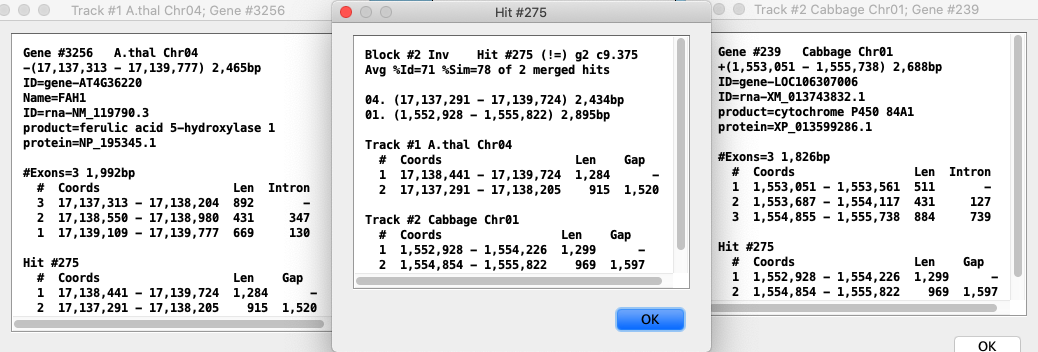 Track #1 A.thal Chr04; Gene #3256
Gene #3256   A.thal Chr04
−(17,137,313 − 17,139,777) 2,465bp
ID=gene−AT4G36220
Name=FAH1
ID=rna−NM_119790.3
product=ferulic acid 5−hydroxylase 1
protein=NP_195345.1
#Exons=3 1,992bp
#  Coords                   Len  Intron
3  17,137,313 − 17,138,204  892       −
2  17,138,550 − 17,138,980  431     347
1  17,139,109 − 17,139,777  669     130
Hit #275
#  Coords                   Len    Gap
1  17,138,441 − 17,139,724  1,284      −
2  17,137,291 − 17,138,205    915  1,520
Hit #275
Block #2 Inv    Hit #275 (!=) g2 c9.375
Avg %Id=71 %Sim=78 of 2 merged hits
04. (17,137,291 − 17,139,724) 2,434bp
01. (1,552,928 − 1,555,822) 2,895bp
Track #1 A.thal Chr04
#  Coords                   Len    Gap
1  17,138,441 − 17,139,724  1,284      −
2  17,137,291 − 17,138,205    915  1,520
Track #2 Cabbage Chr01
#  Coords                 Len    Gap
1  1,552,928 − 1,554,226  1,299      −
2  1,554,854 − 1,555,822    969  1,597
OK
Track #2 Cabbage Chr01; Gene #239
Gene #239   Cabbage Chr01
+(1,553,051 − 1,555,738) 2,688bp
ID=gene−LOC106307006
ID=rna−XM_013743832.1
product=cytochrome P450 84A1
protein=XP_013599286.1
#Exons=3 1,826bp
#  Coords                 Len  Intron
1  1,553,051 − 1,553,561  511       −
2  1,553,687 − 1,554,117  431     127
3  1,554,855 − 1,555,738  884     739
Hit #275
#  Coords                 Len    Gap
1  1,552,928 − 1,554,226  1,299      −
2  1,554,854 − 1,555,822    969  1,597
OK